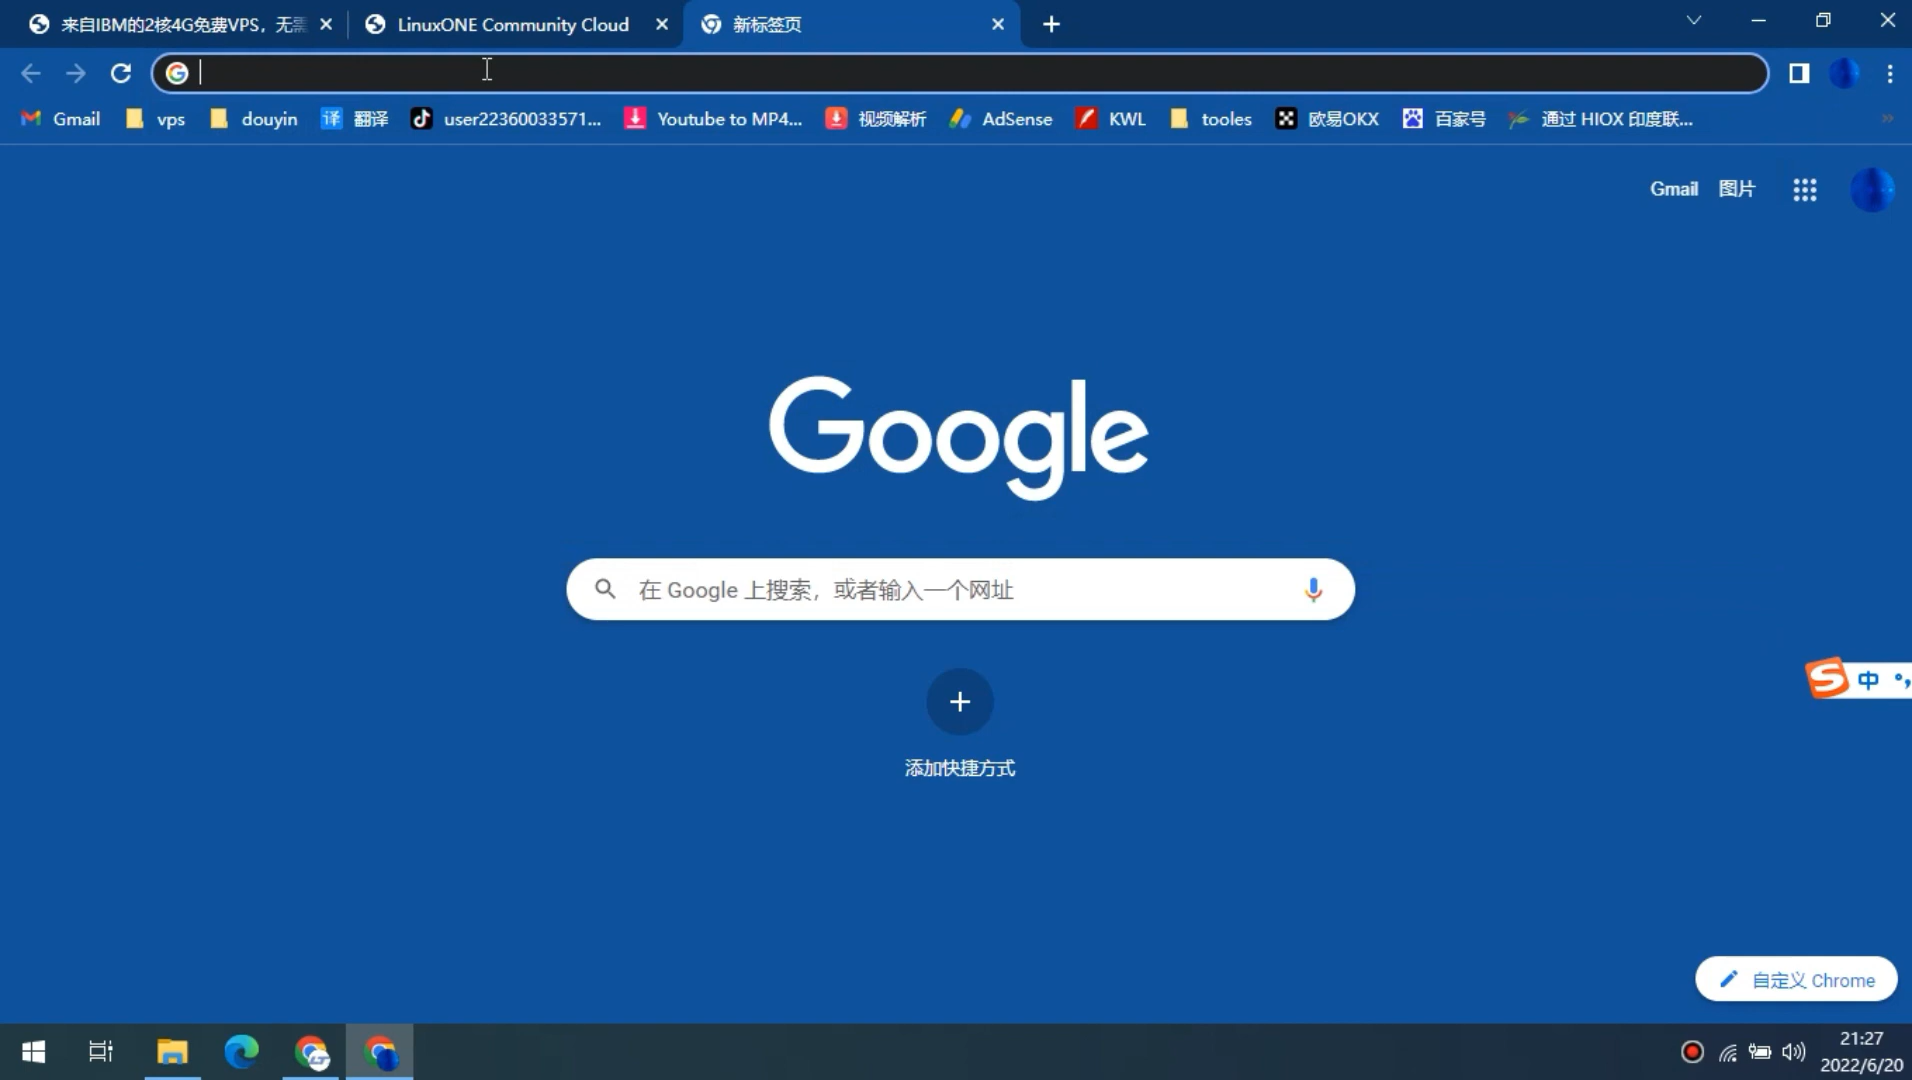 来自IBM的2核4G免费VPS，无需
LinuxONE Community Cloud
新标签页
Gmail
vps
douyin
译 翻译
user22360033571...
Youtube to MP4...
视频解析
AdSense
KWL
tooles
欧易OKX
百家号
通过 HIOX 印度联...
Gmail
图片
Google
在 Google 上搜索，或者输入一个网址
添加快捷方式
S 中 °,
自定义 Chrome
21:27
2022/6/20